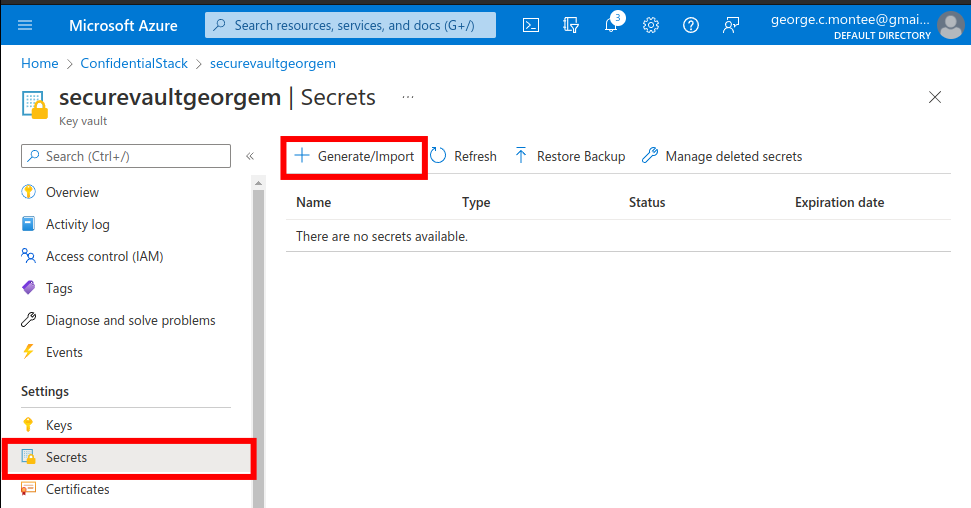 Microsoft Azure
Search resources, services, and docs (G+/)
3
george.c.montee@gmai...
DEFAULT DIRECTORY
Home > ConfidentialStack > securevaultgeorgem
securevaultgeorgem | Secrets ...
Key vault
Search (Ctrl+/)
«
+ Generate/Import
Refresh
Restore Backup
Manage deleted secrets
Overview
Activity log
Access control (IAM)
Tags
Diagnose and solve problems
Events
Settings
Keys
Secrets
Certificates
Name Type Status Expiration date
There are no secrets available.